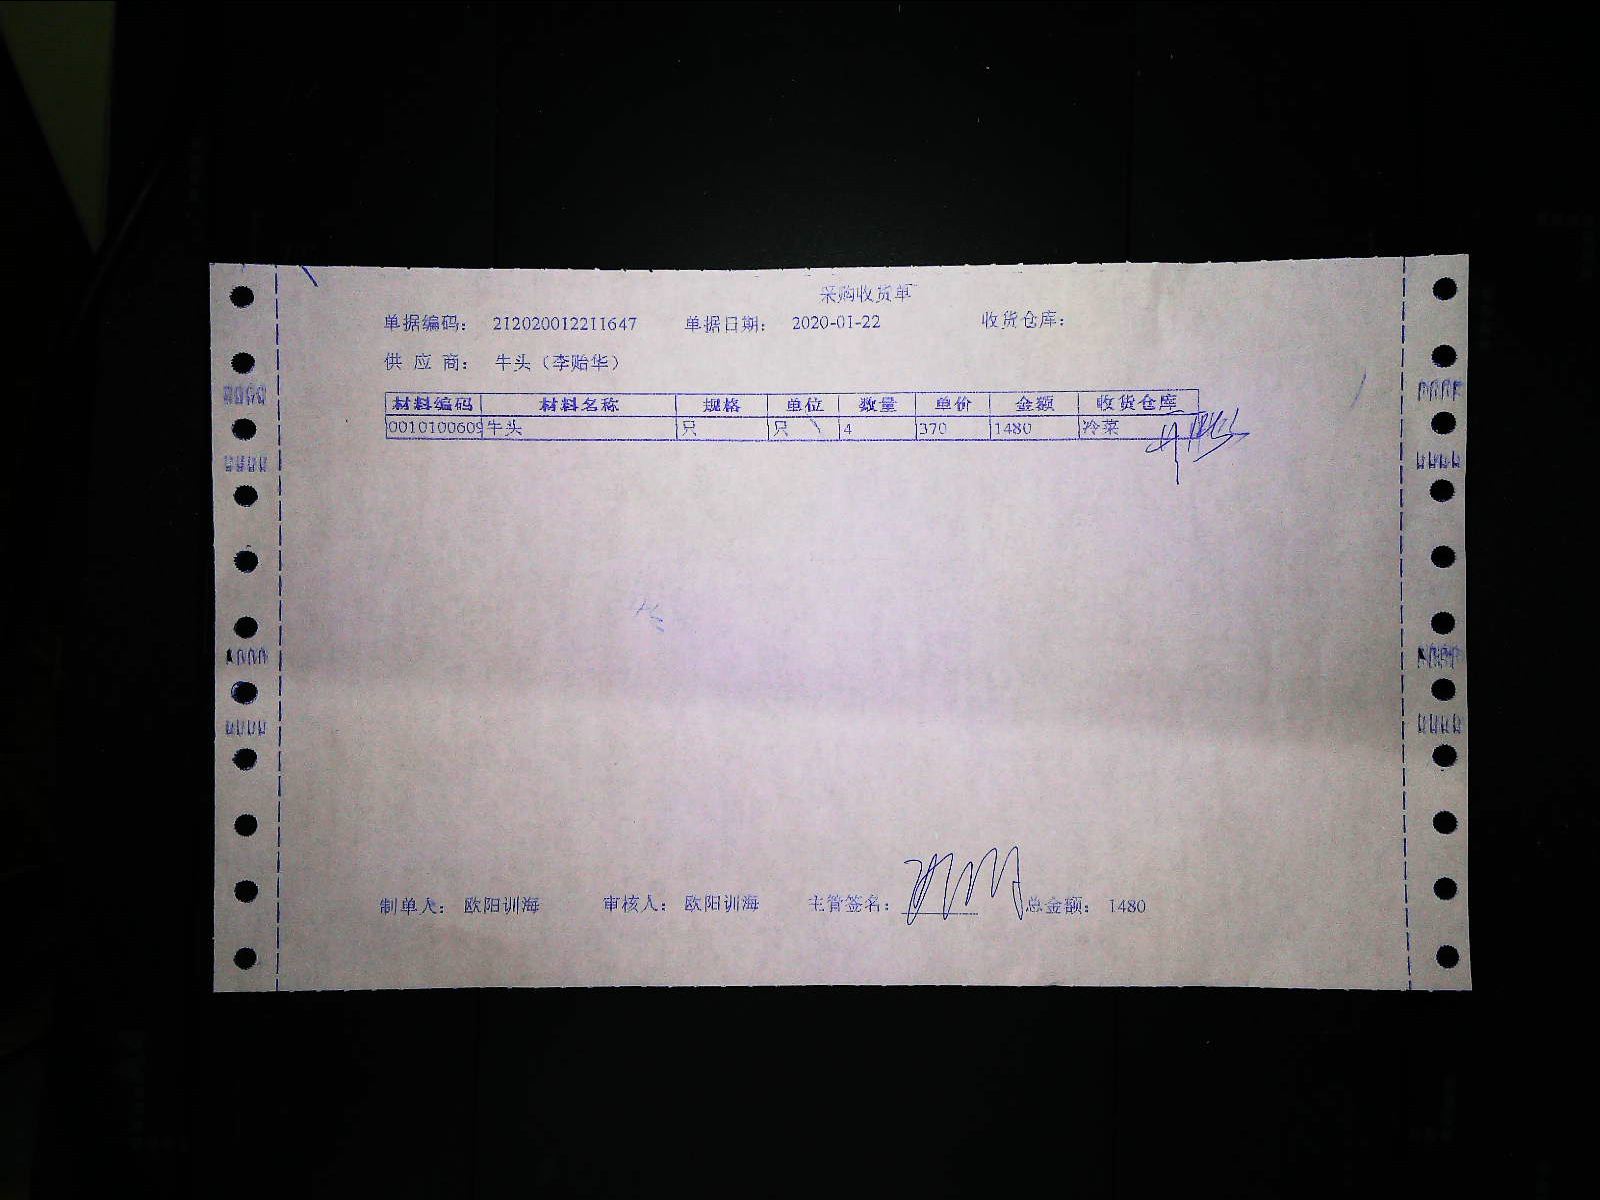 采购收货单
单据编码： 212020012211647 单据日期： 2020-01-22 收货仓库：
供 应 商： 牛头（李贻华）
材料编码 材料名称 规格 单位 数量 单价 金额 收货仓库
0010100609 牛头 只 只 4 370 1480 冷菜
制单人： 欧阳训海 审核人： 欧阳训海 主管签名： 总金额： 1480